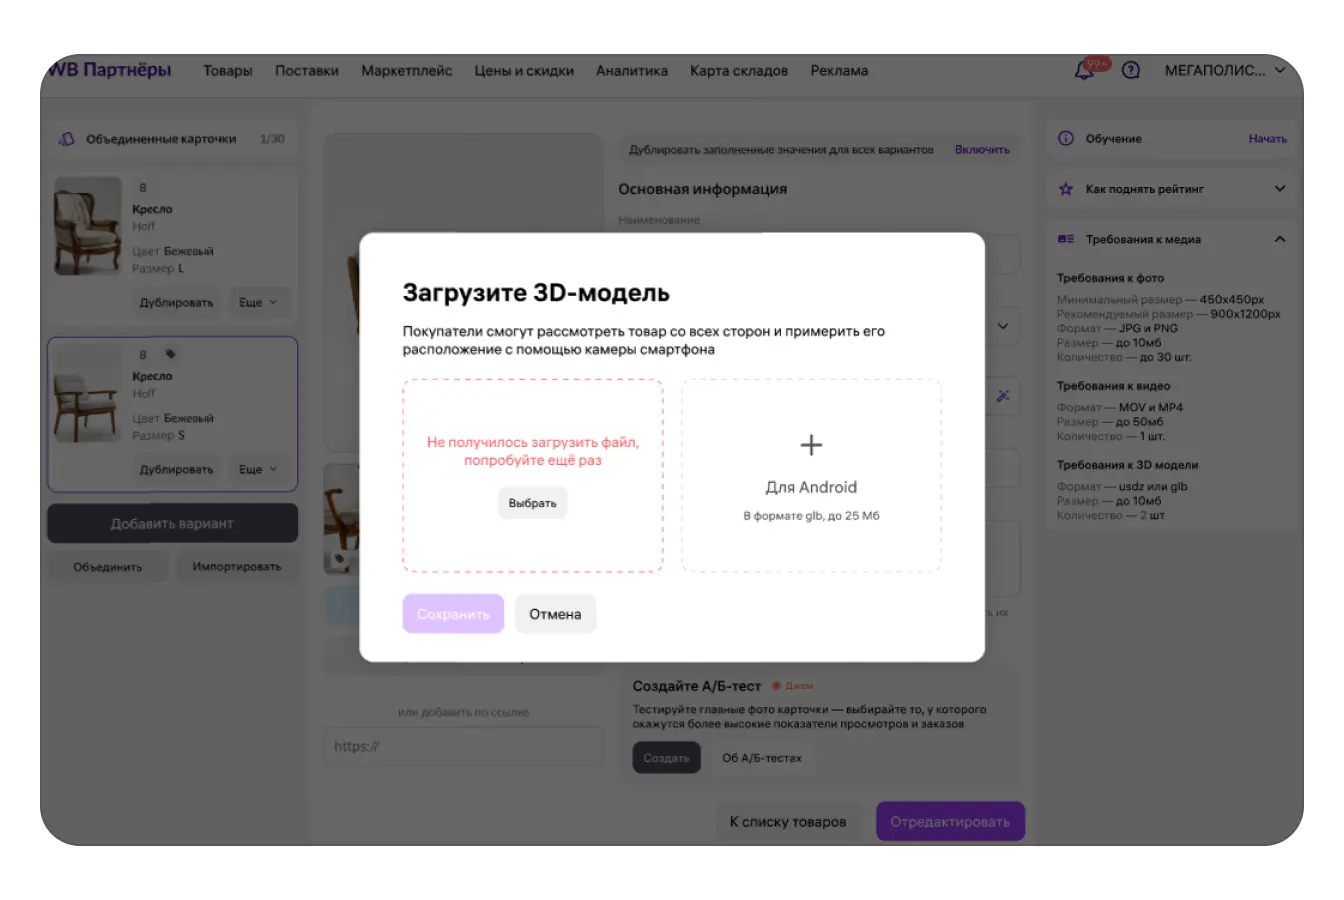 WB Партнёры
Товары
Поставки
Маркетплейс
Цены и скидки
Аналитика
Карта складов
Реклама
99+
МЕГАПОЛИС...
Объединенные карточки 1/30
8
Кресло
Hoff
Цвет Бежевый
Размер L
Дублировать
Еще
8
Кресло
Hoff
Цвет Бежевый
Размер S
Дублировать
Еще
Добавить вариант
Объединить
Импортировать
Дублировать заполненные значения для всех вариантов Включить
Основная информация
Наименование
Загрузите 3D-модель
Покупатели смогут рассмотреть товар со всех сторон и примерить его
расположение с помощью камеры смартфона
Не получилось загрузить файл,
попробуйте ещё раз
Выбрать
Для Android
В формате glb, до 25 Мб
Сохранить
Отмена
их
или добавить по ссылке
https://
Создайте А/Б-тест Джем
Тестируйте главные фото карточки — выбирайте то, у которого
окажутся более высокие показатели просмотров и заказов
Создать
Об А/Б-тестах
К списку товаров
Отредактировать
Обучение Начать
Как поднять рейтинг
Требования к медиа
Требования к фото
Минимальный размер — 450x450px
Рекомендуемый размер — 900x1200px
Формат — JPG и PNG
Размер — до 10мб
Количество — до 30 шт.
Требования к видео
Формат — MOV и MP4
Размер — до 50мб
Количество — 1 шт.
Требования к 3D модели
Формат — usdz или glb
Размер — до 10мб
Количество — 2 шт